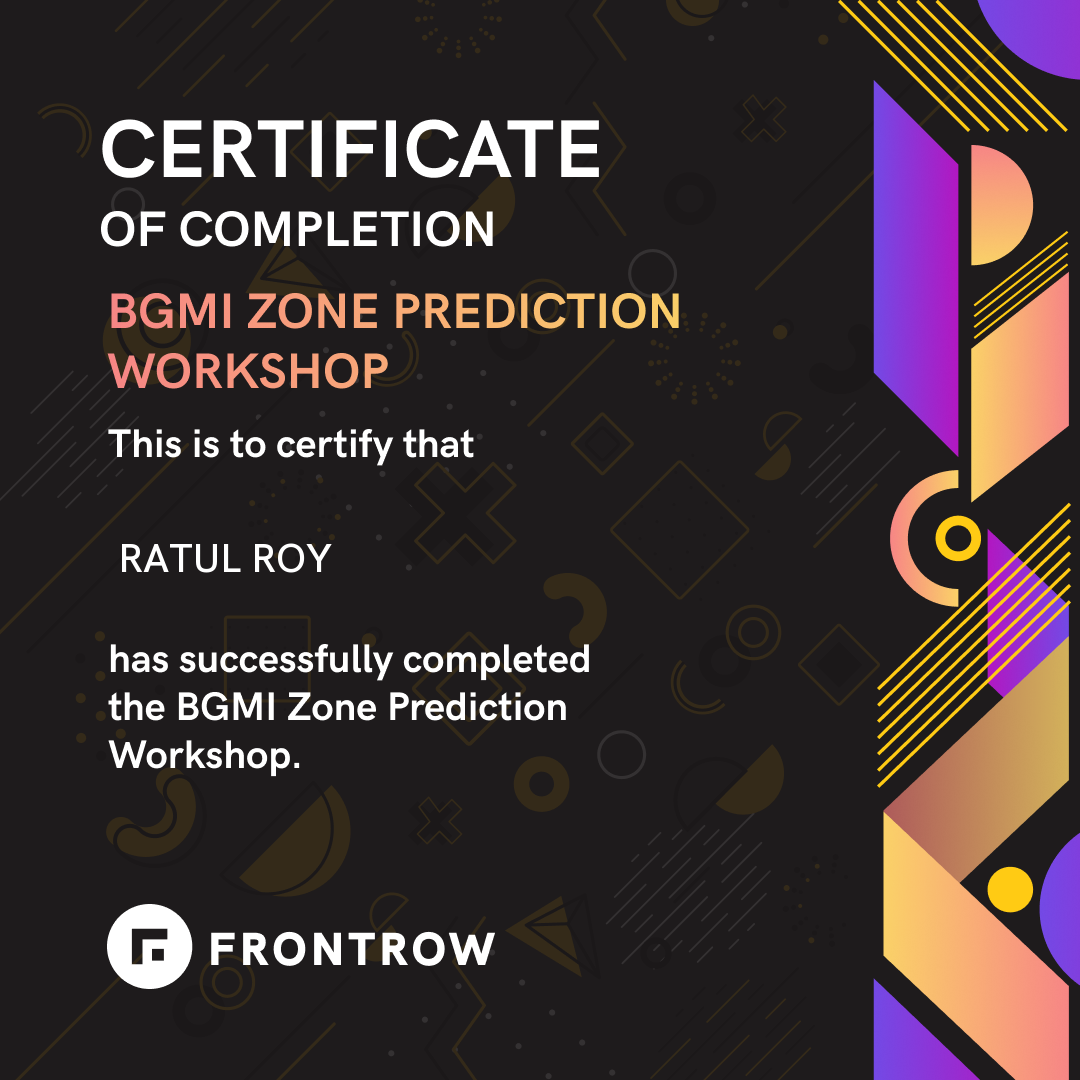 CERTIFICATE
OF COMPLETION
BGMI ZONE PREDICTION
WORKSHOP
This is to certify that
RATUL ROY
has successfully completed
the BGMI Zone Prediction
Workshop.
FRONTROW